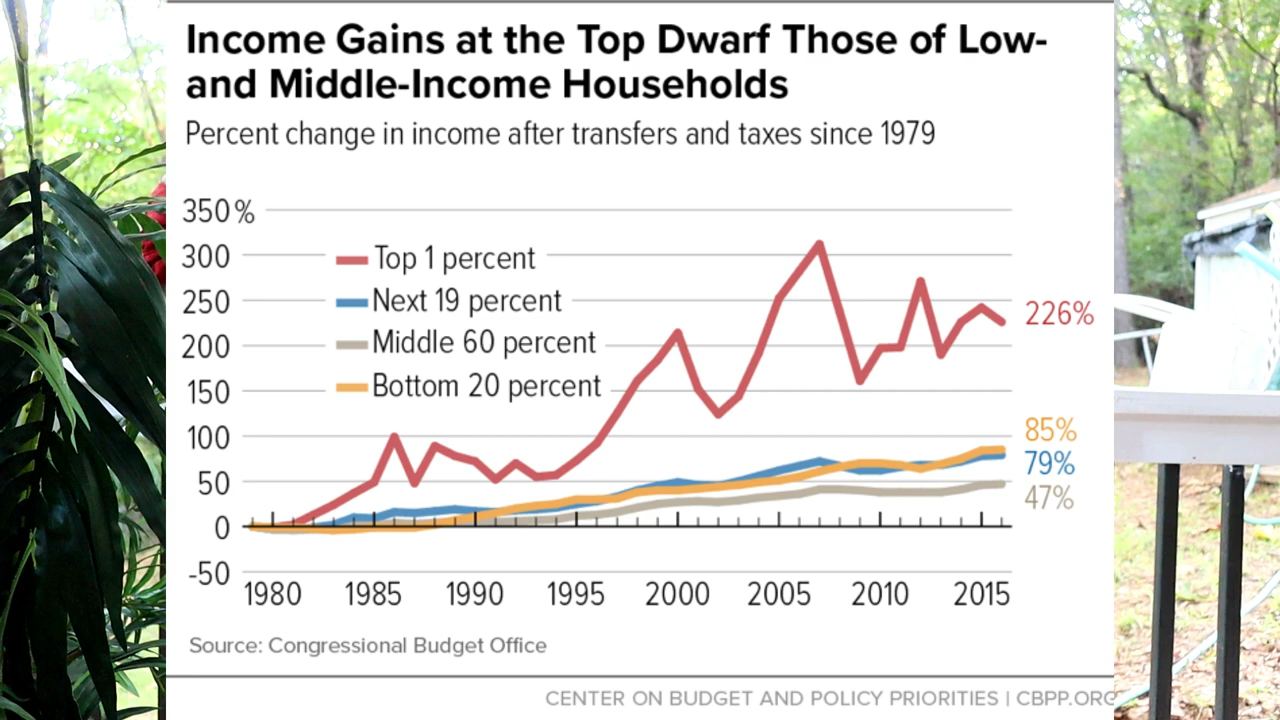 Income Gains at the Top Dwarf Those of Low-
and Middle-Income Households
Percent change in income after transfers and taxes since 1979
350%
300
250
200
150
100
50
0
-50
Top 1 percent
Next 19 percent
Middle 60 percent
Bottom 20 percent
226%
85%
79%
47%
1980 1985 1990 1995 2000 2005 2010 2015
Source: Congressional Budget Office
CENTER ON BUDGET AND POLICY PRIORITIES | CBPP.ORG